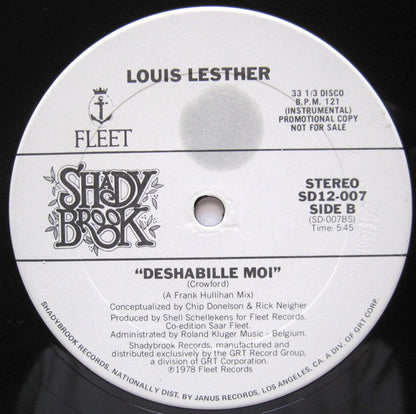 LOUIS LESTHER
FLEET
33 1/3 DISCO
B.P.M. 121
(INSTRUMENTAL)
PROMOTIONAL COPY
NOT FOR SALE
SHADY
BROOK
STEREO
SD12-007
SIDE B
(SD-007BS)
Time: 5:45
"DESHABILLE MOI"
(Crowford)
(A Frank Hullihan Mix)
Conceptualized by Chip Donelson & Rick Neigher
Produced by Shell Schellekens for Fleet Records.
Co-edition Saar Fleet.
Administrated by Roland Kluger Music - Belgium.
Shadybrook Records, manufactured and
distributed exclusively by the GRT Record Group,
a division of GRT Corporation.
℗1978 Fleet Records
SHADYBROOK RECORDS, NATIONALLY DIST. BY JANUS RECORDS, LOS ANGELES, CA. A DIV. OF GRT CORP.